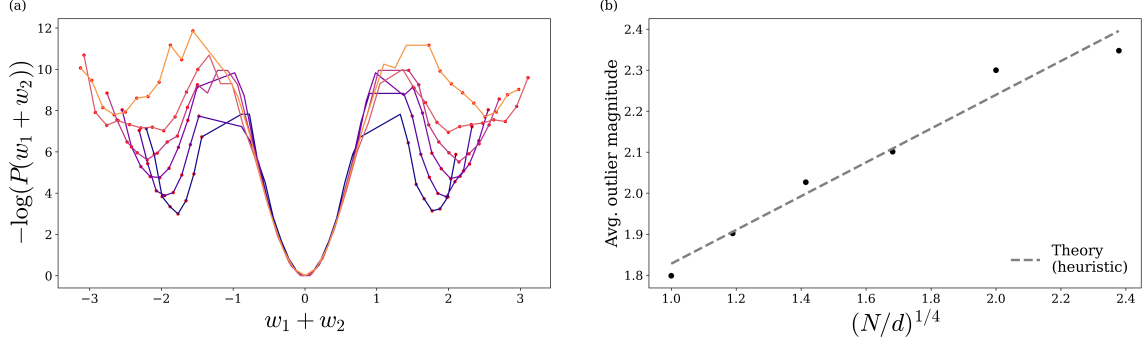 (a)
12
10
8
6
4
2
0
−log(P(w₁ + w₂))
−3 −2 −1 0 1 2 3
w₁ + w₂
(b)
2.4
2.3
2.2
2.1
2.0
1.9
1.8
Avg. outlier magnitude
Theory
(heuristic)
1.0 1.2 1.4 1.6 1.8 2.0 2.2 2.4
(N/d)^{1/4}